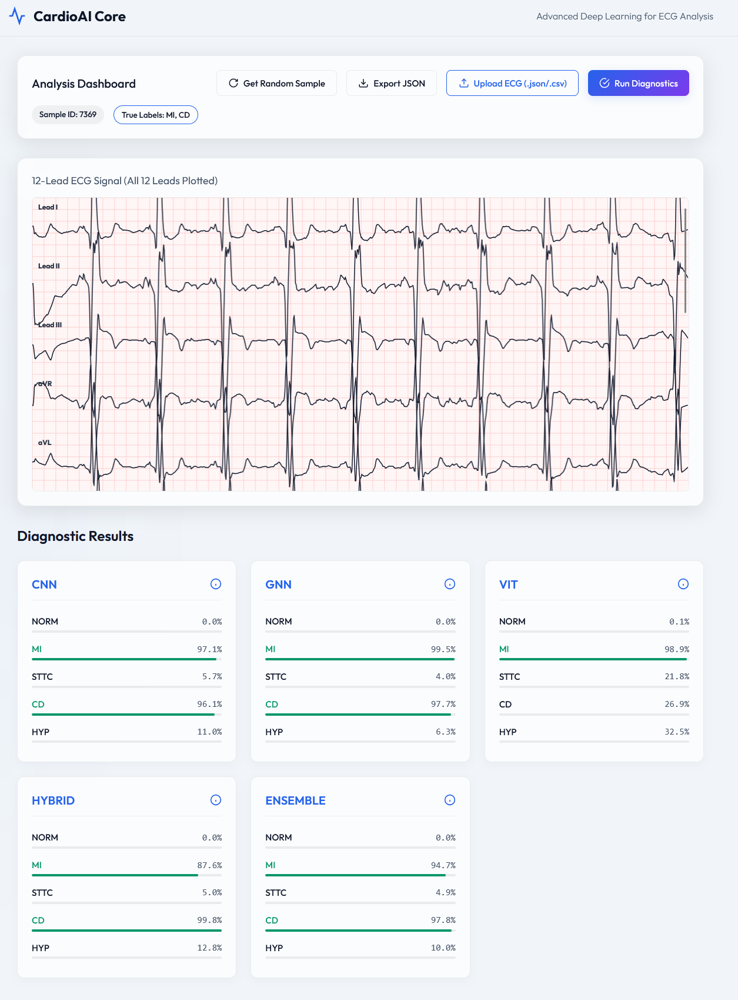 CardioAI Core
Advanced Deep Learning for ECG Analysis
Analysis Dashboard
Get Random Sample
Export JSON
Upload ECG (.json/.csv)
Run Diagnostics
Sample ID: 7369
True Labels: MI, CD
12-Lead ECG Signal (All 12 Leads Plotted)
Lead I
Lead II
Lead III
aVR
aVL
Diagnostic Results
CNN
NORM 0.0%
MI 97.1%
STTC 5.7%
CD 96.1%
HYP 11.0%
GNN
NORM 0.0%
MI 99.5%
STTC 4.0%
CD 97.7%
HYP 6.3%
VIT
NORM 0.1%
MI 98.9%
STTC 21.8%
CD 26.9%
HYP 32.5%
HYBRID
NORM 0.0%
MI 87.6%
STTC 5.0%
CD 99.8%
HYP 12.8%
ENSEMBLE
NORM 0.0%
MI 94.7%
STTC 4.9%
CD 97.8%
HYP 10.0%